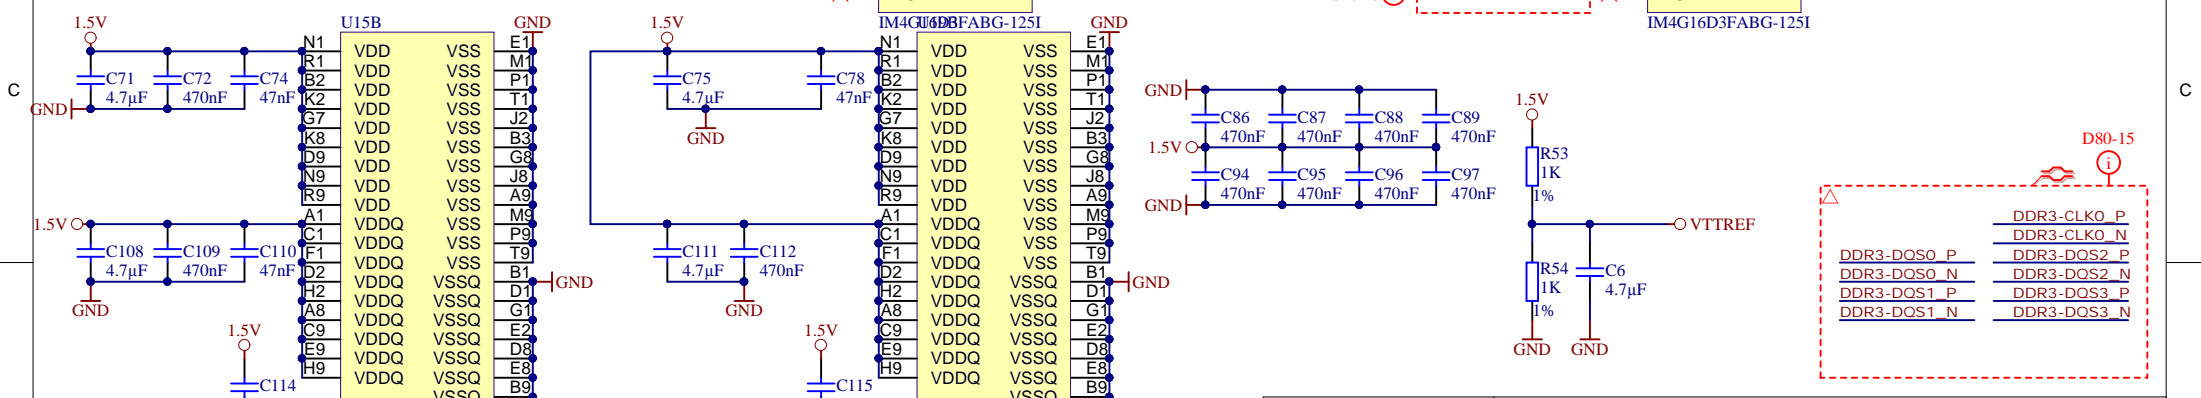 1.5V
U15B
GND
1.5V
IM4G16D3FABG-125I
GND
IM4G16D3FABG-125I
C
C
C71
4.7µF
C72
470nF
C74
47nF
GND
N1 VDD VSS E1
R1 VDD VSS M1
B2 VDD VSS P1
K2 VDD VSS T1
G7 VDD VSS J2
K8 VDD VSS B3
D9 VDD VSS G8
N9 VDD VSS J8
R9 VDD VSS A9
A1 VDDQ VSS M9
C1 VDDQ VSS P9
F1 VDDQ VSS T9
D2 VDDQ VSSQ B1
H2 VDDQ VSSQ D1
A8 VDDQ VSSQ G1
C9 VDDQ VSSQ E2
E9 VDDQ VSSQ D8
H9 VDDQ VSSQ E8
VSSQ B9
VSSQ
GND
1.5V
C108
4.7µF
C109
470nF
C110
47nF
GND
1.5V
C114
C75
4.7µF
C78
47nF
GND
C111
4.7µF
C112
470nF
GND
1.5V
C115
N1 VDD VSS E1
R1 VDD VSS M1
B2 VDD VSS P1
K2 VDD VSS T1
G7 VDD VSS J2
K8 VDD VSS B3
D9 VDD VSS G8
N9 VDD VSS J8
R9 VDD VSS A9
A1 VDDQ VSS M9
C1 VDDQ VSS P9
F1 VDDQ VSS T9
D2 VDDQ VSSQ B1
H2 VDDQ VSSQ D1
A8 VDDQ VSSQ G1
C9 VDDQ VSSQ E2
E9 VDDQ VSSQ D8
H9 VDDQ VSSQ E8
VSSQ B9
VSSQ
GND
GND
C86
470nF
C87
470nF
C88
470nF
C89
470nF
1.5V
C94
470nF
C95
470nF
C96
470nF
C97
470nF
GND
1.5V
R53
1K
1%
VTTREF
R54
1K
1%
C6
4.7µF
GND
GND
D80-15
i
DDR3-CLK0_P
DDR3-CLK0_N
DDR3-DQS0_P DDR3-DQS2_P
DDR3-DQS0_N DDR3-DQS2_N
DDR3-DQS1_P DDR3-DQS3_P
DDR3-DQS1_N DDR3-DQS3_N